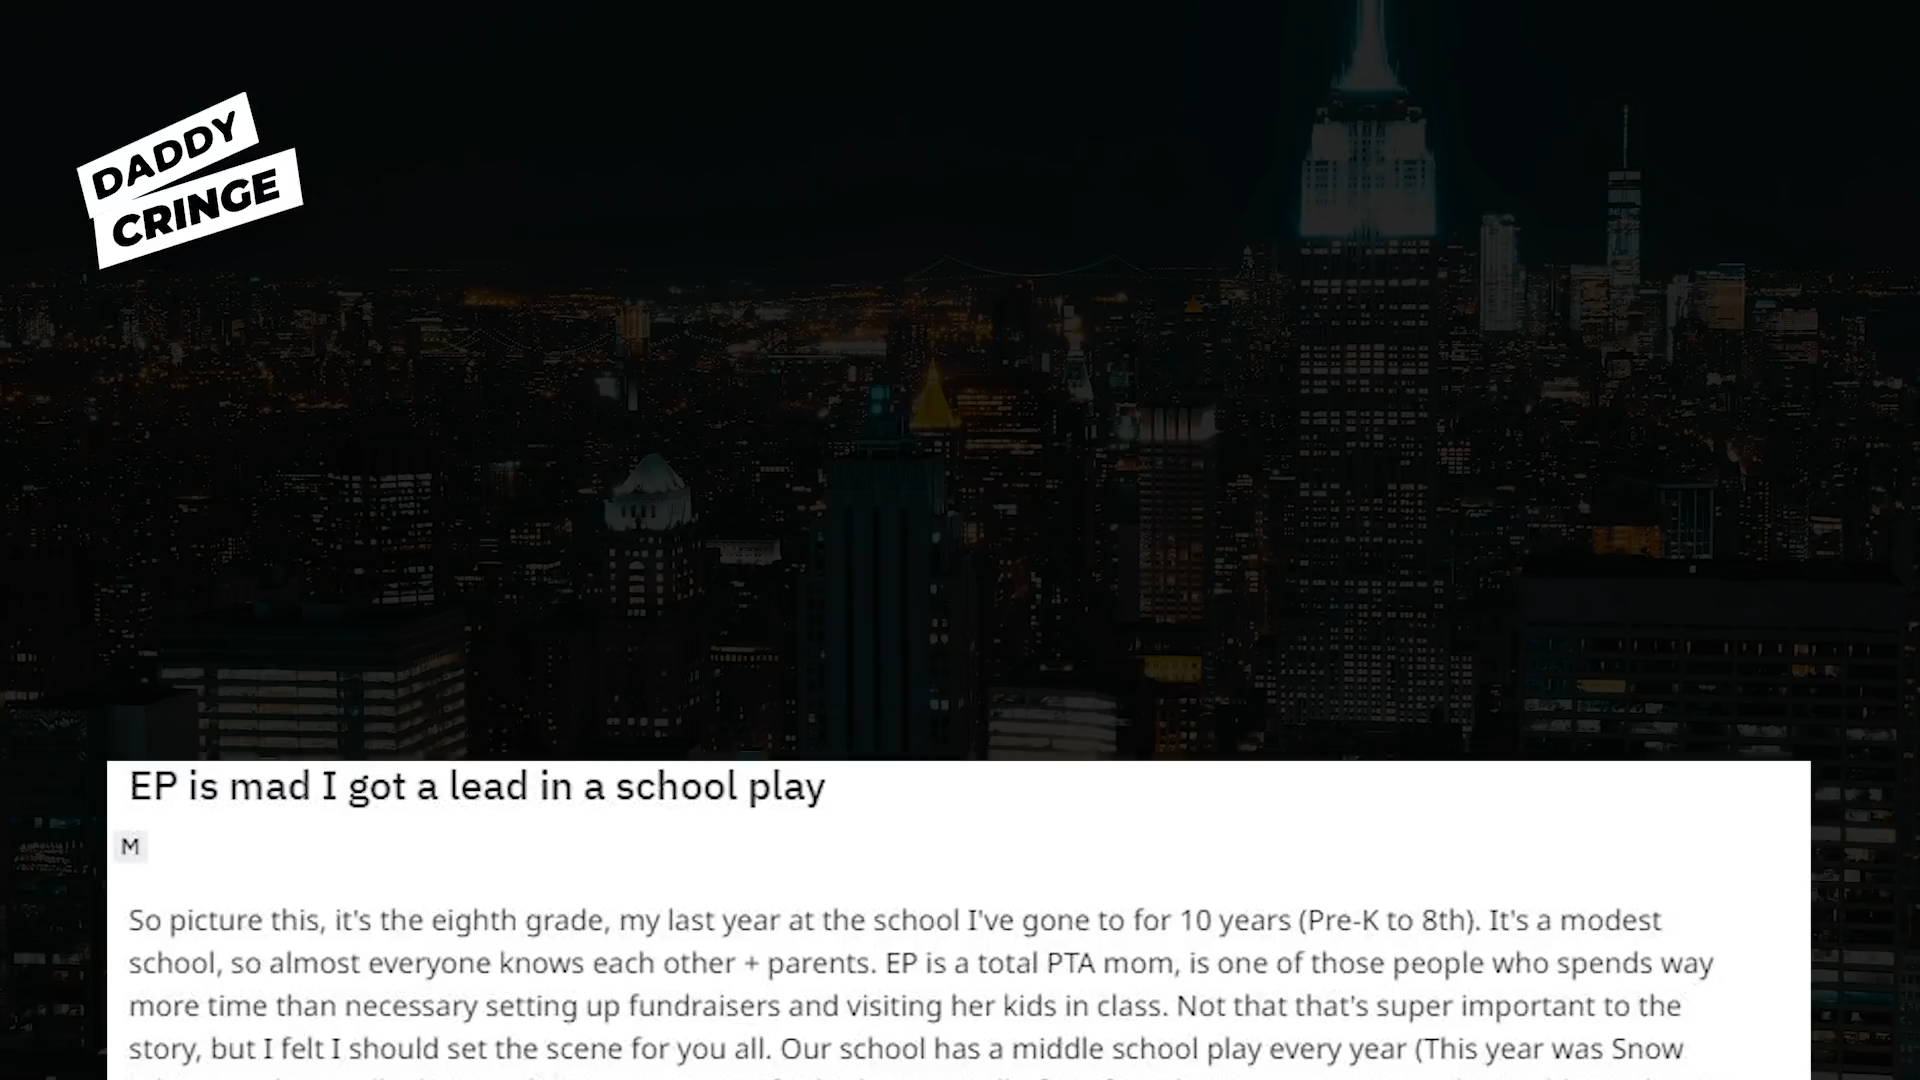 DADDY
CRINGE
EP is mad I got a lead in a school play
M
So picture this, it's the eighth grade, my last year at the school I've gone to for 10 years (Pre-K to 8th). It's a modest
school, so almost everyone knows each other + parents. EP is a total PTA mom, is one of those people who spends way
more time than necessary setting up fundraisers and visiting her kids in class. Not that that's super important to the
story, but I felt I should set the scene for you all. Our school has a middle school play every year (This year was Snow